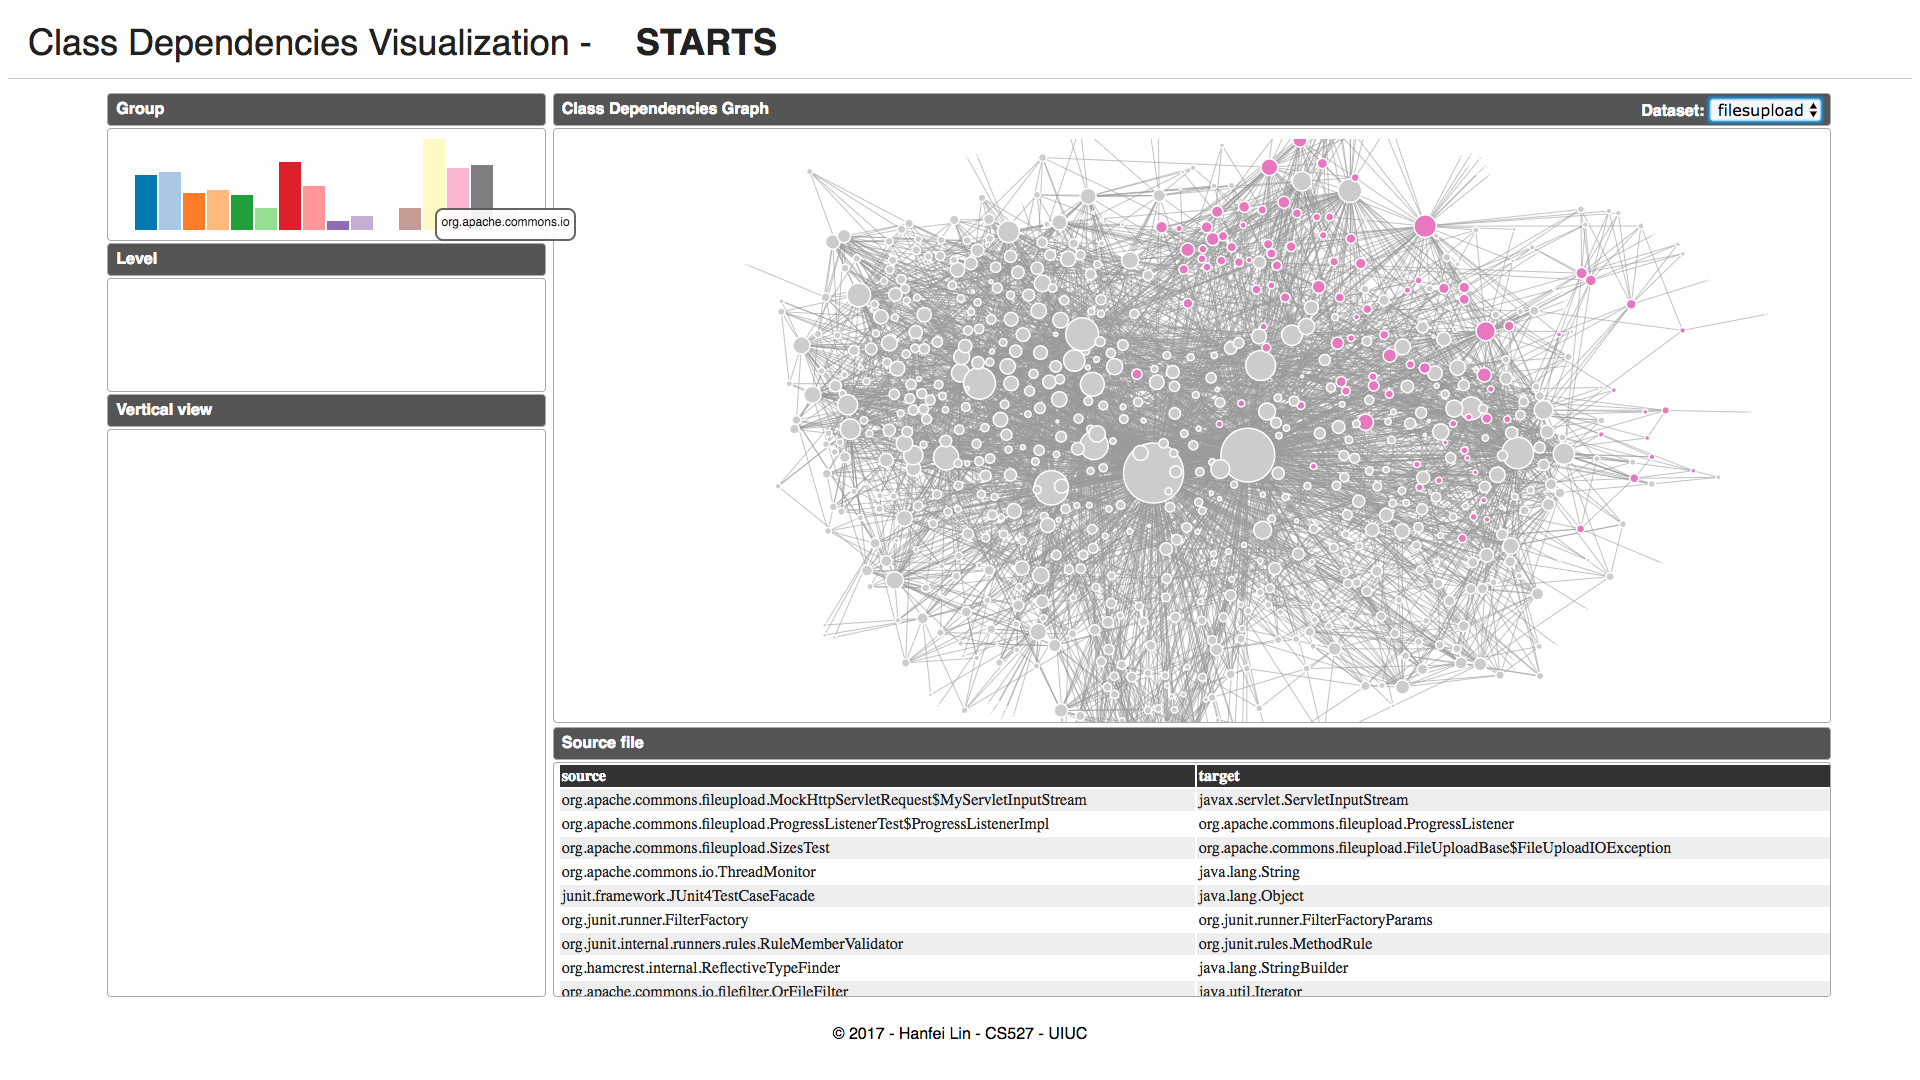 Class Dependencies Visualization - STARTS
Group
org.apache.commons.io
Level
Vertical view
Class Dependencies Graph
Dataset: filesupload
Source file
source target
org.apache.commons.fileupload.MockHttpServletRequest$MyServletInputStream javax.servlet.ServletInputStream
org.apache.commons.fileupload.ProgressListenerTest$ProgressListenerImpl org.apache.commons.fileupload.ProgressListener
org.apache.commons.fileupload.SizesTest org.apache.commons.fileupload.FileUploadBase$FileUploadIOException
org.apache.commons.io.ThreadMonitor java.lang.String
junit.framework.JUnit4TestCaseFacade java.lang.Object
org.junit.runner.FilterFactory org.junit.runner.FilterFactoryParams
org.junit.internal.runners.rules.RuleMemberValidator org.junit.rules.MethodRule
org.hamcrest.internal.ReflectiveTypeFinder java.lang.StringBuilder
org.apache.commons.io.filefilter.OrFileFilter java.util.Iterator
© 2017 - Hanfei Lin - CS527 - UIUC